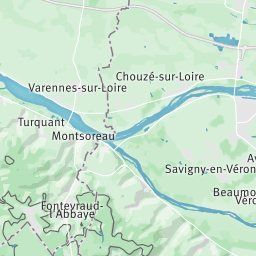 Chouzé-sur-Loire
Varennes-sur-Loire
Turquant
Montsoreau
Savigny-en-Véron
Fontevraud-
l'Abbaye